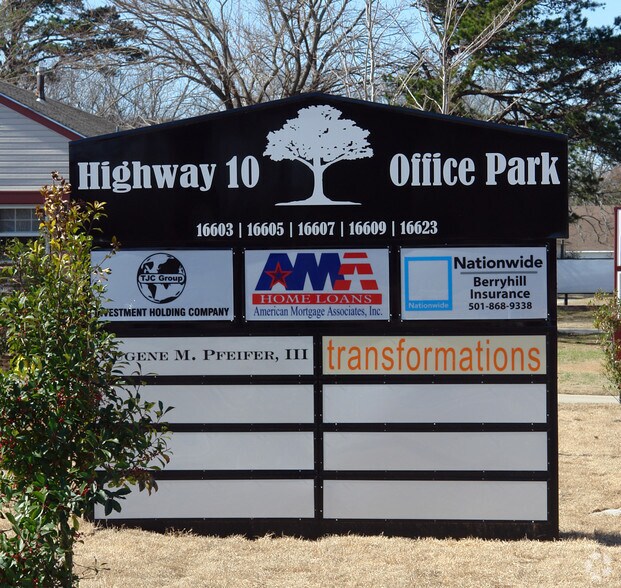 Highway 10 Office Park
16603 | 16605 | 16607 | 16609 | 16623
TJC Group
VESTMENT HOLDING COMPANY
AMA
HOME LOANS
American Mortgage Associates, Inc.
Nationwide
Nationwide
Berryhill
Insurance
501-868-9338
GENE M. PFEIFER, III
transformations